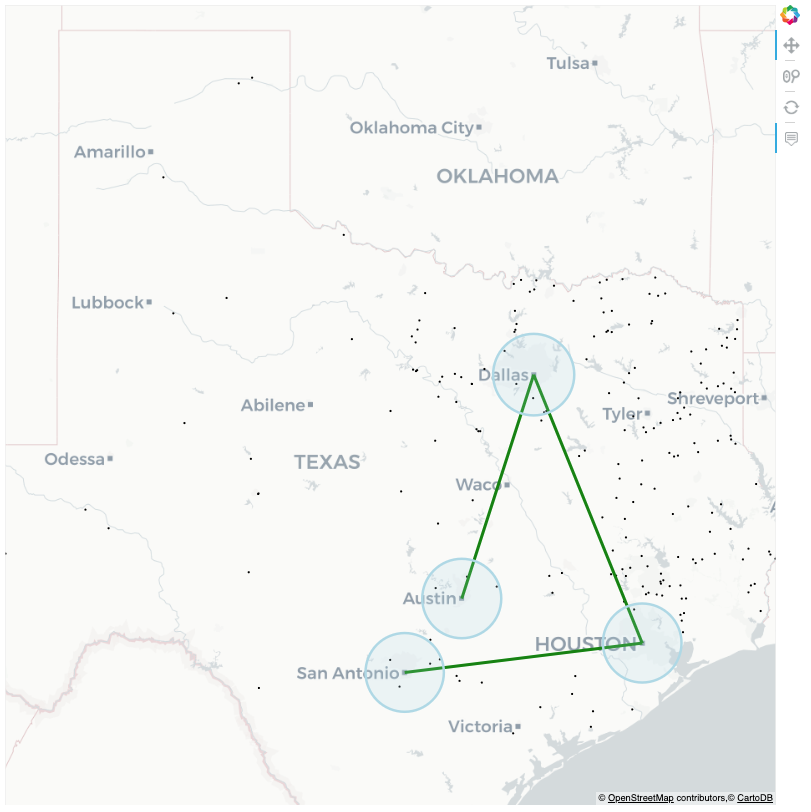 Tulsa
Oklahoma City
Amarillo
OKLAHOMA
Lubbock
Dallas
Shreveport
Abilene
Tyler
Odessa
TEXAS
Waco
Austin
HOUSTON
San Antonio
Victoria
© OpenStreetMap contributors,© CartoDB